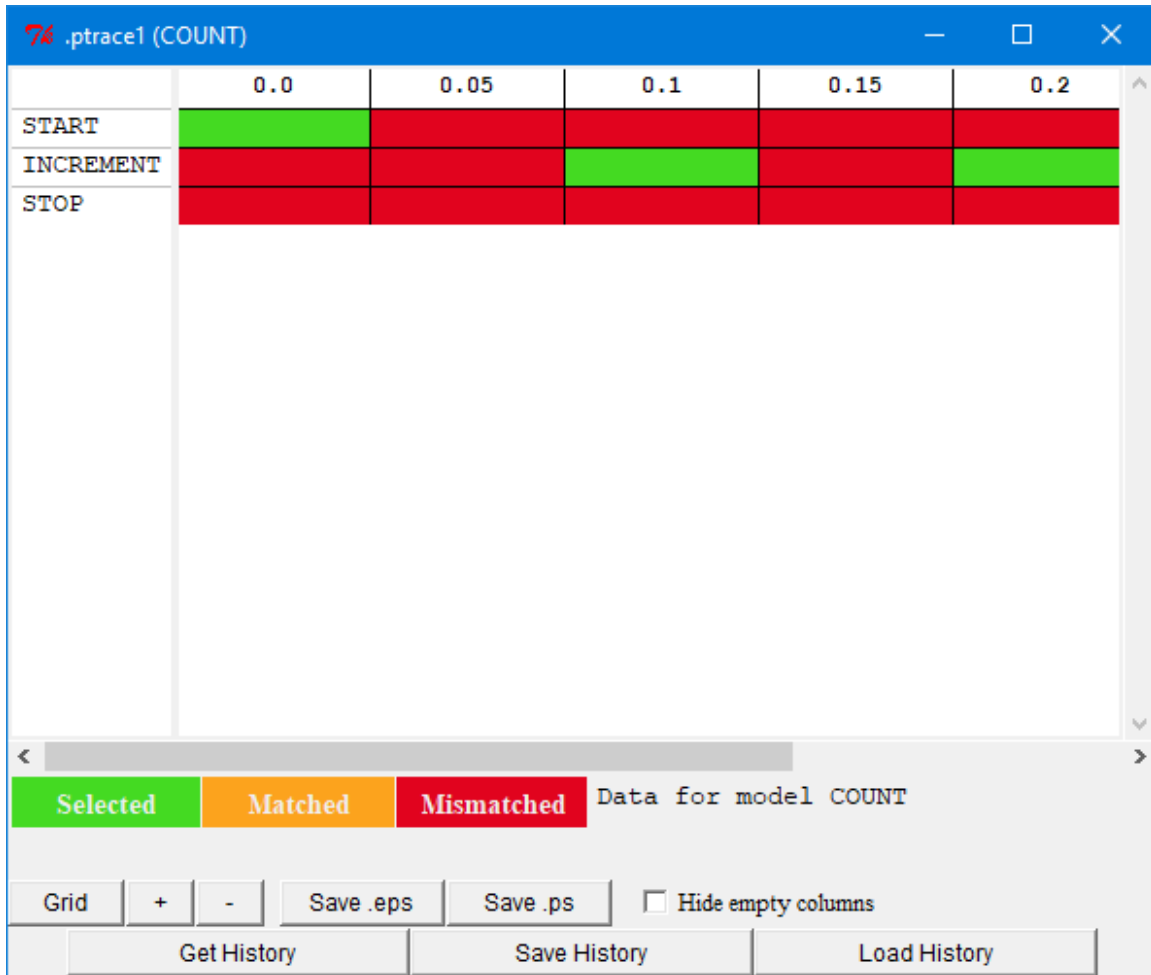 .ptrace1 (COUNT)
0.0 0.05 0.1 0.15 0.2
START
INCREMENT
STOP
Selected Matched Mismatched Data for model COUNT
Grid + - Save .eps Save .ps Hide empty columns
Get History Save History Load History